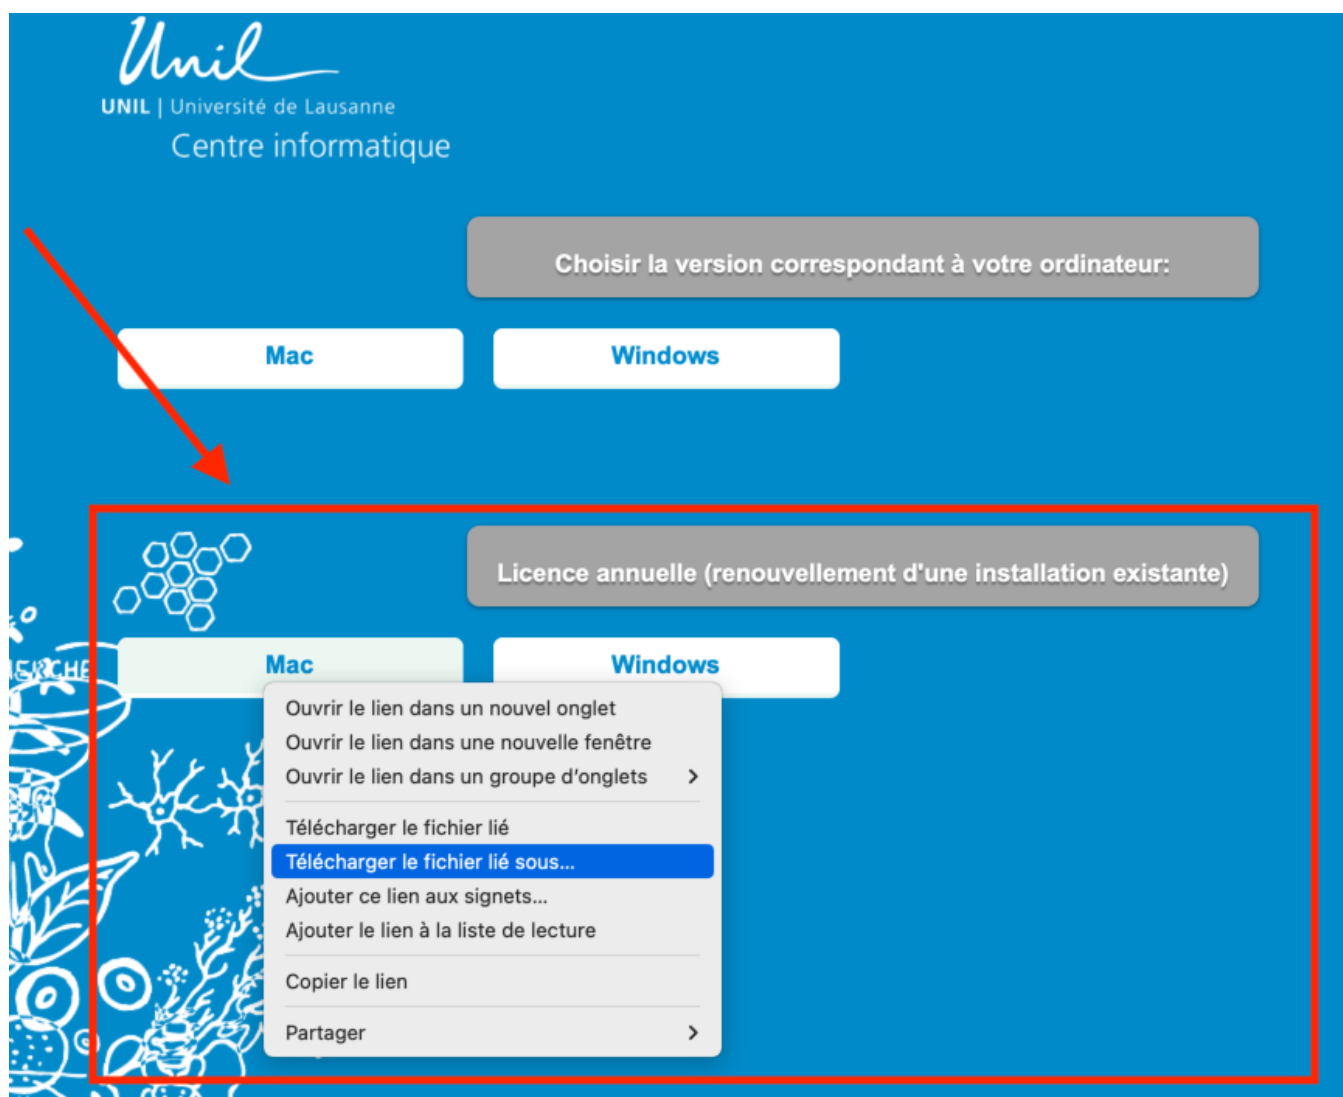 Unil
UNIL | Université de Lausanne
Centre informatique
Choisir la version correspondant à votre ordinateur:
Mac
Windows
Licence annuelle (renouvellement d'une installation existante)
Mac
Windows
Ouvrir le lien dans un nouvel onglet
Ouvrir le lien dans une nouvelle fenêtre
Ouvrir le lien dans un groupe d’onglets
Télécharger le fichier lié
Télécharger le fichier lié sous...
Ajouter ce lien aux signets...
Ajouter le lien à la liste de lecture
Copier le lien
Partager